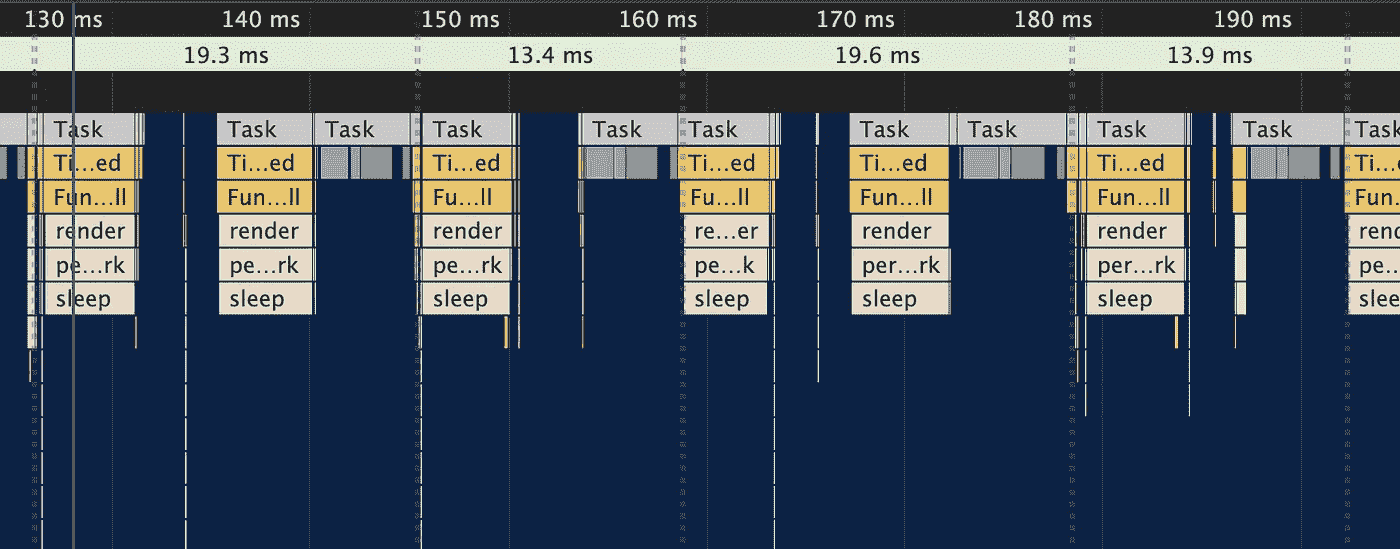 130 ms 140 ms 150 ms 160 ms 170 ms 180 ms 190 ms
19.3 ms 13.4 ms 19.6 ms 13.9 ms
Task Task Task Task Task Task Task Task Task Task Task
Ti...ed Ti...ed Ti...ed Ti...ed Ti...ed Ti...ed Ti...e
Fun...ll Fun...ll Fu...ll Fu...ll Fun...ll Fun...ll Fun.
render render render re...er render render rend
pe...rk pe...rk pe...rk pe...k per...rk per...rk pe...
sleep sleep sleep sleep sleep sleep slee